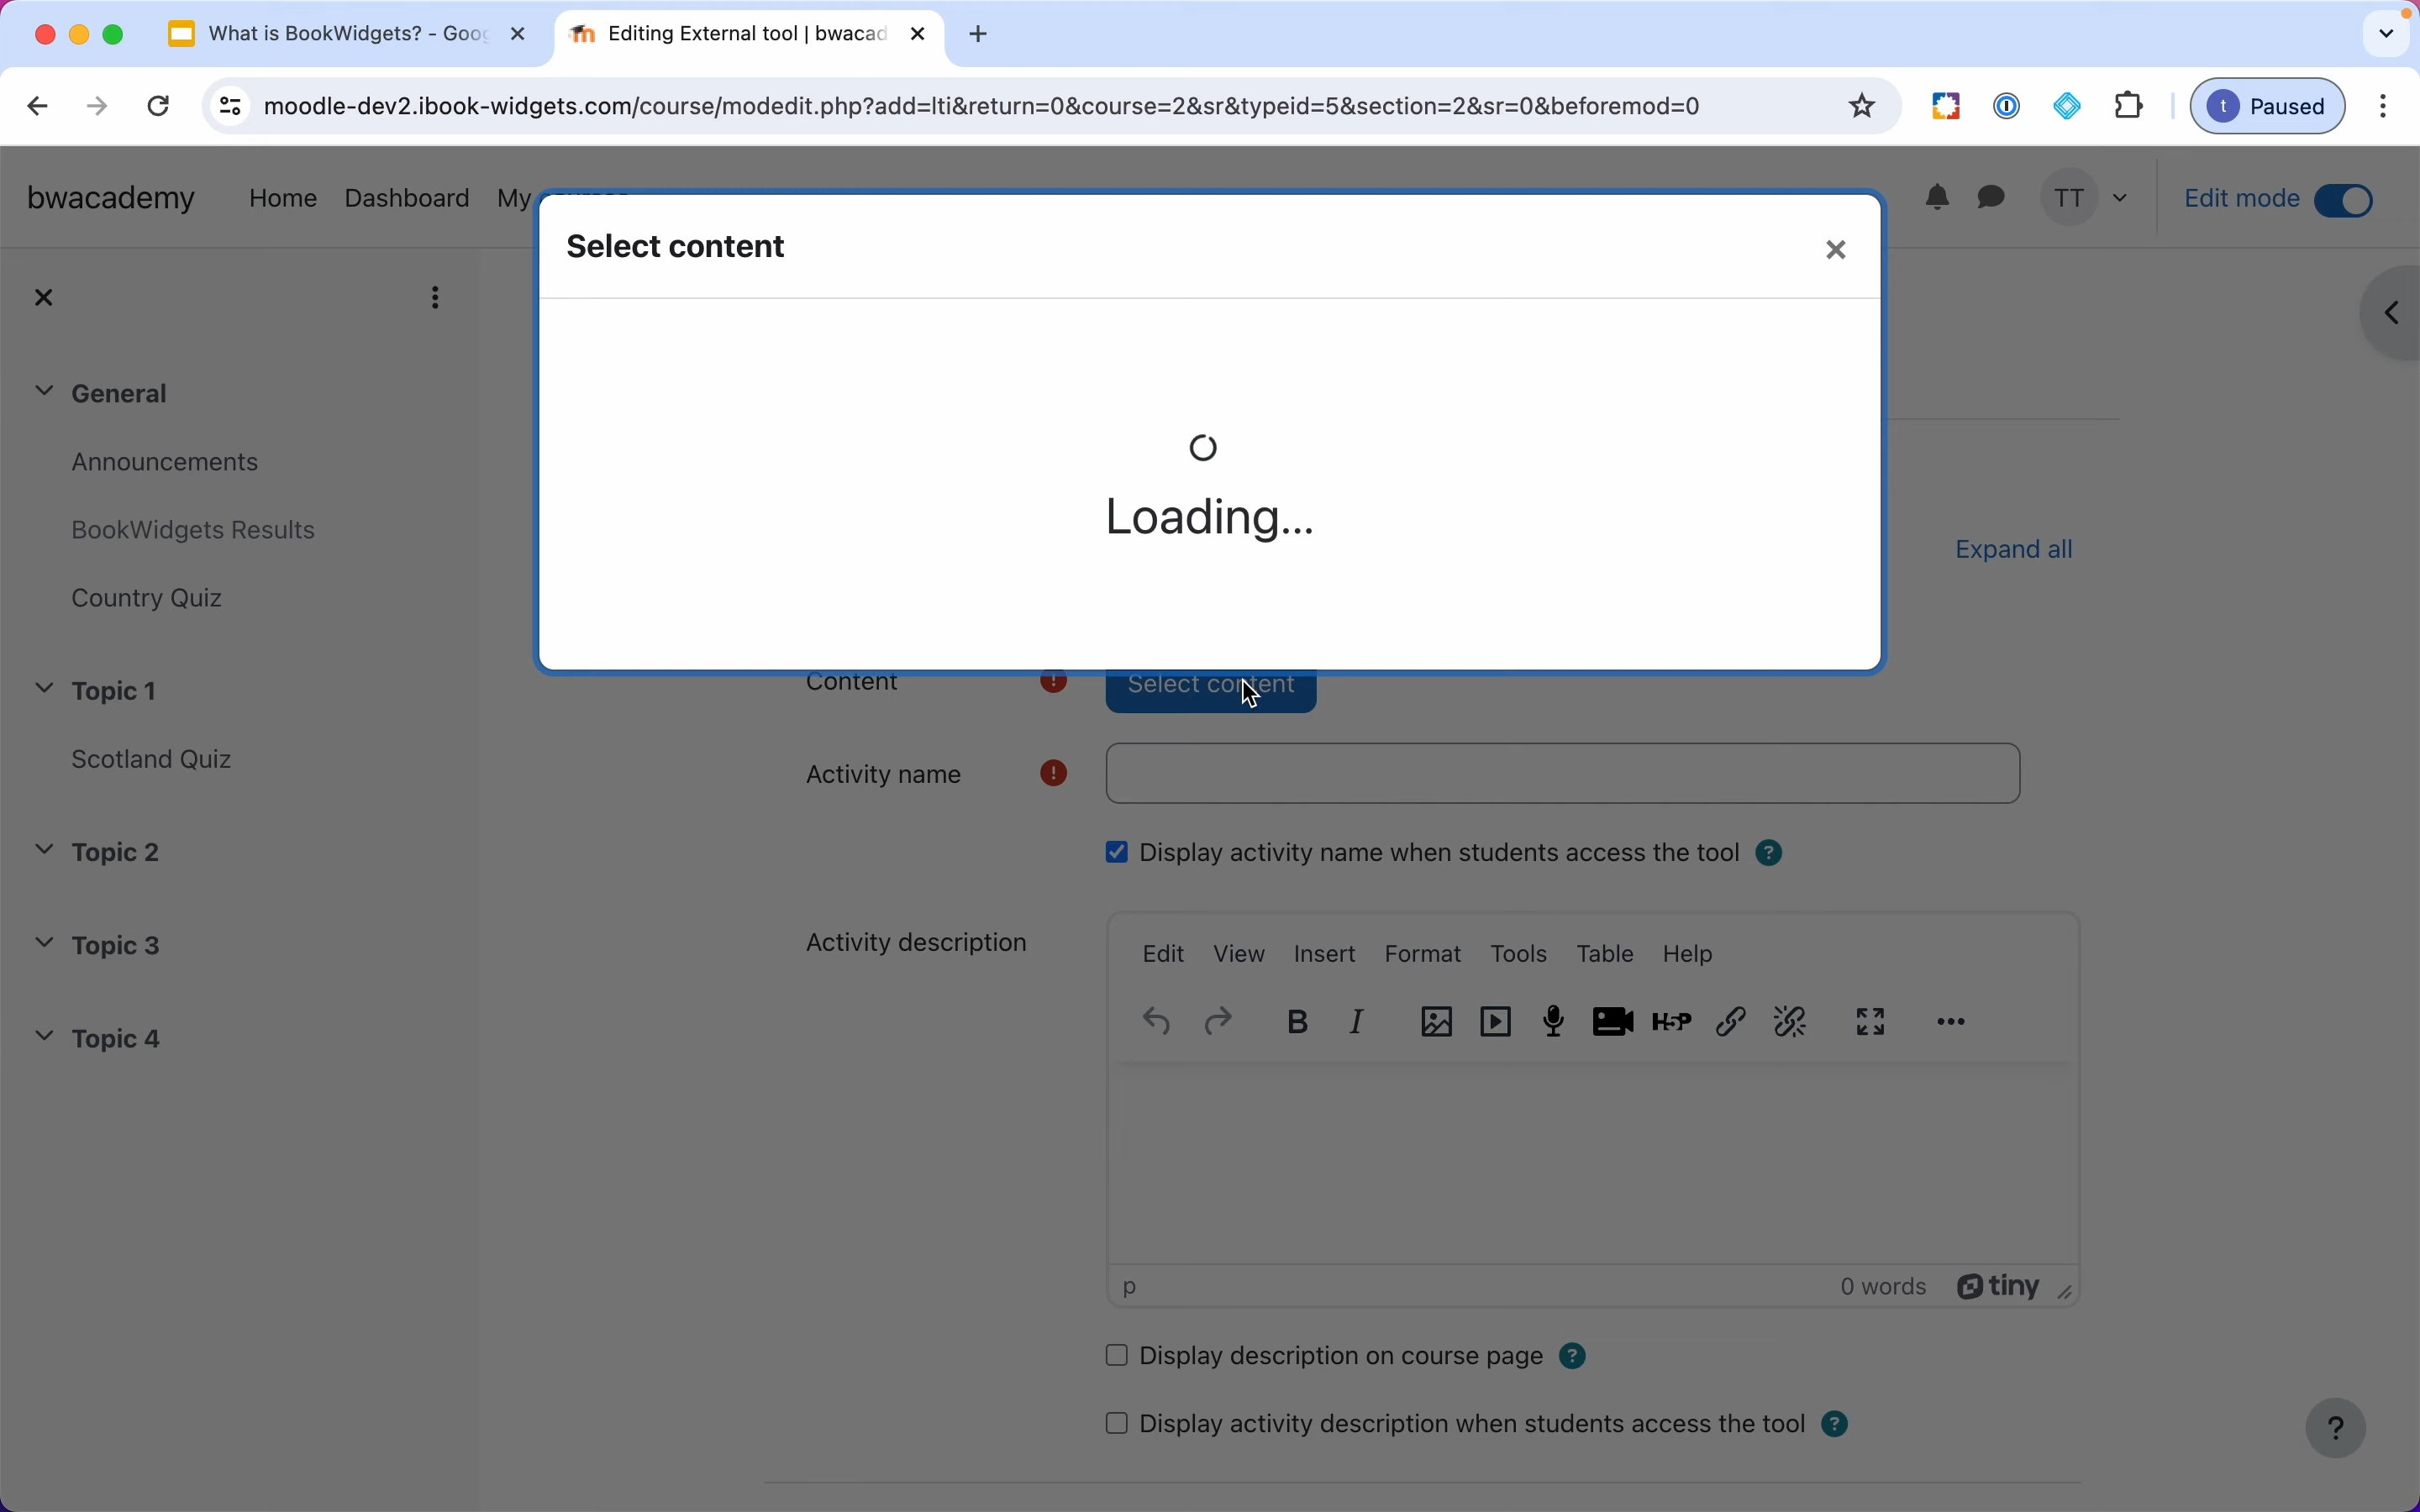 What is BookWidgets? - Goog
Editing External tool | bwacad
moodle-dev2.ibook-widgets.com/course/modedit.php?add=lti&return=0&course=2&sr&typeid=5&section=2&sr=0&beforemod=0
t Paused
bwacademy Home Dashboard My
TT
Edit mode
Select content
Loading...
General
Announcements
BookWidgets Results
Country Quiz
Topic 1
Scotland Quiz
Topic 2
Topic 3
Topic 4
Expand all
Content
Select content
Activity name
Display activity name when students access the tool ?
Activity description
Edit View Insert Format Tools Table Help
B I H5P
p
0 words tiny
Display description on course page ?
Display activity description when students access the tool ?
?